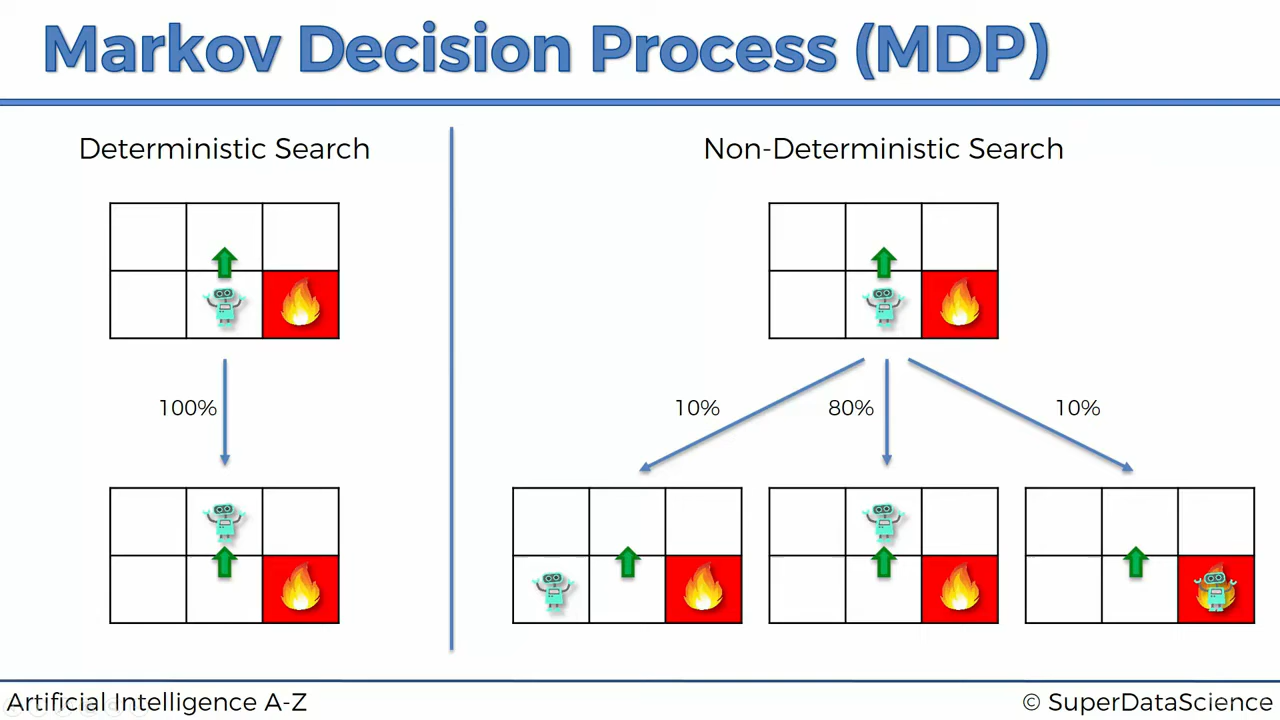 Markov Decision Process (MDP)
Deterministic Search
Non-Deterministic Search
100%
10%
80%
10%
Artificial Intelligence A-Z
© SuperDataScience